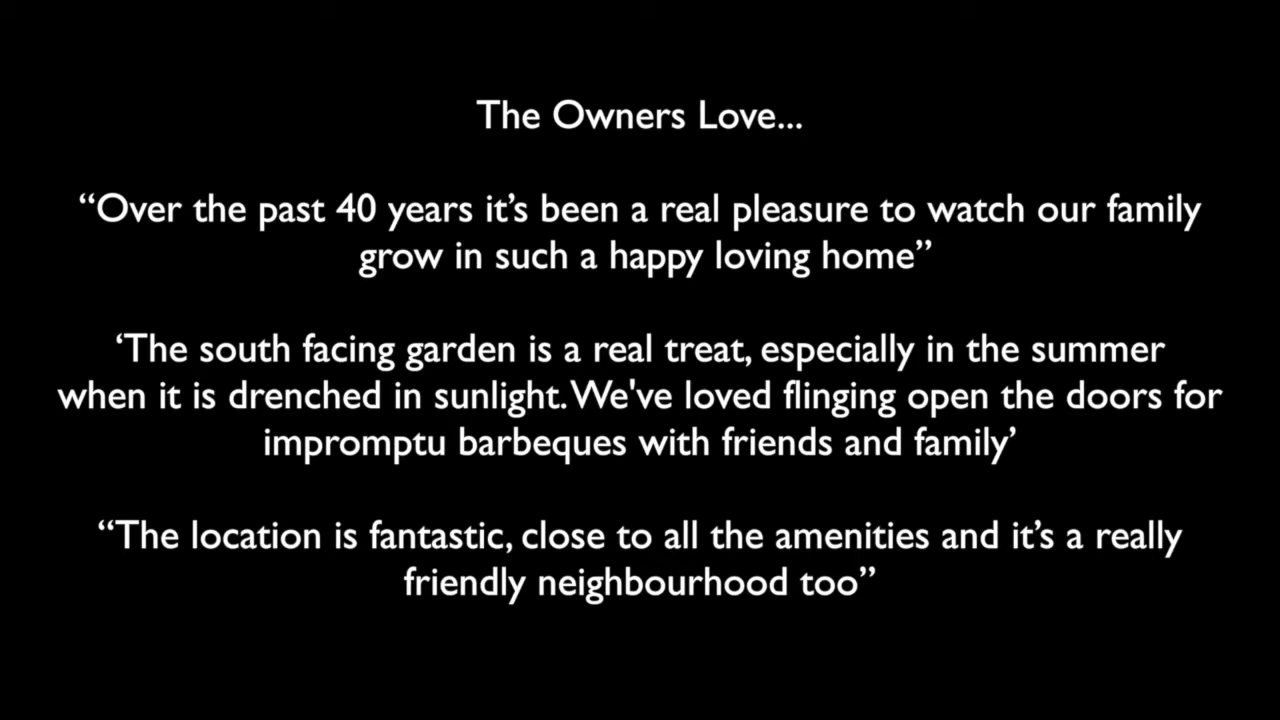 The Owners Love...
“Over the past 40 years it’s been a real pleasure to watch our family
grow in such a happy loving home”
‘The south facing garden is a real treat, especially in the summer
when it is drenched in sunlight. We've loved flinging open the doors for
impromptu barbeques with friends and family’
“The location is fantastic, close to all the amenities and it’s a really
friendly neighbourhood too”